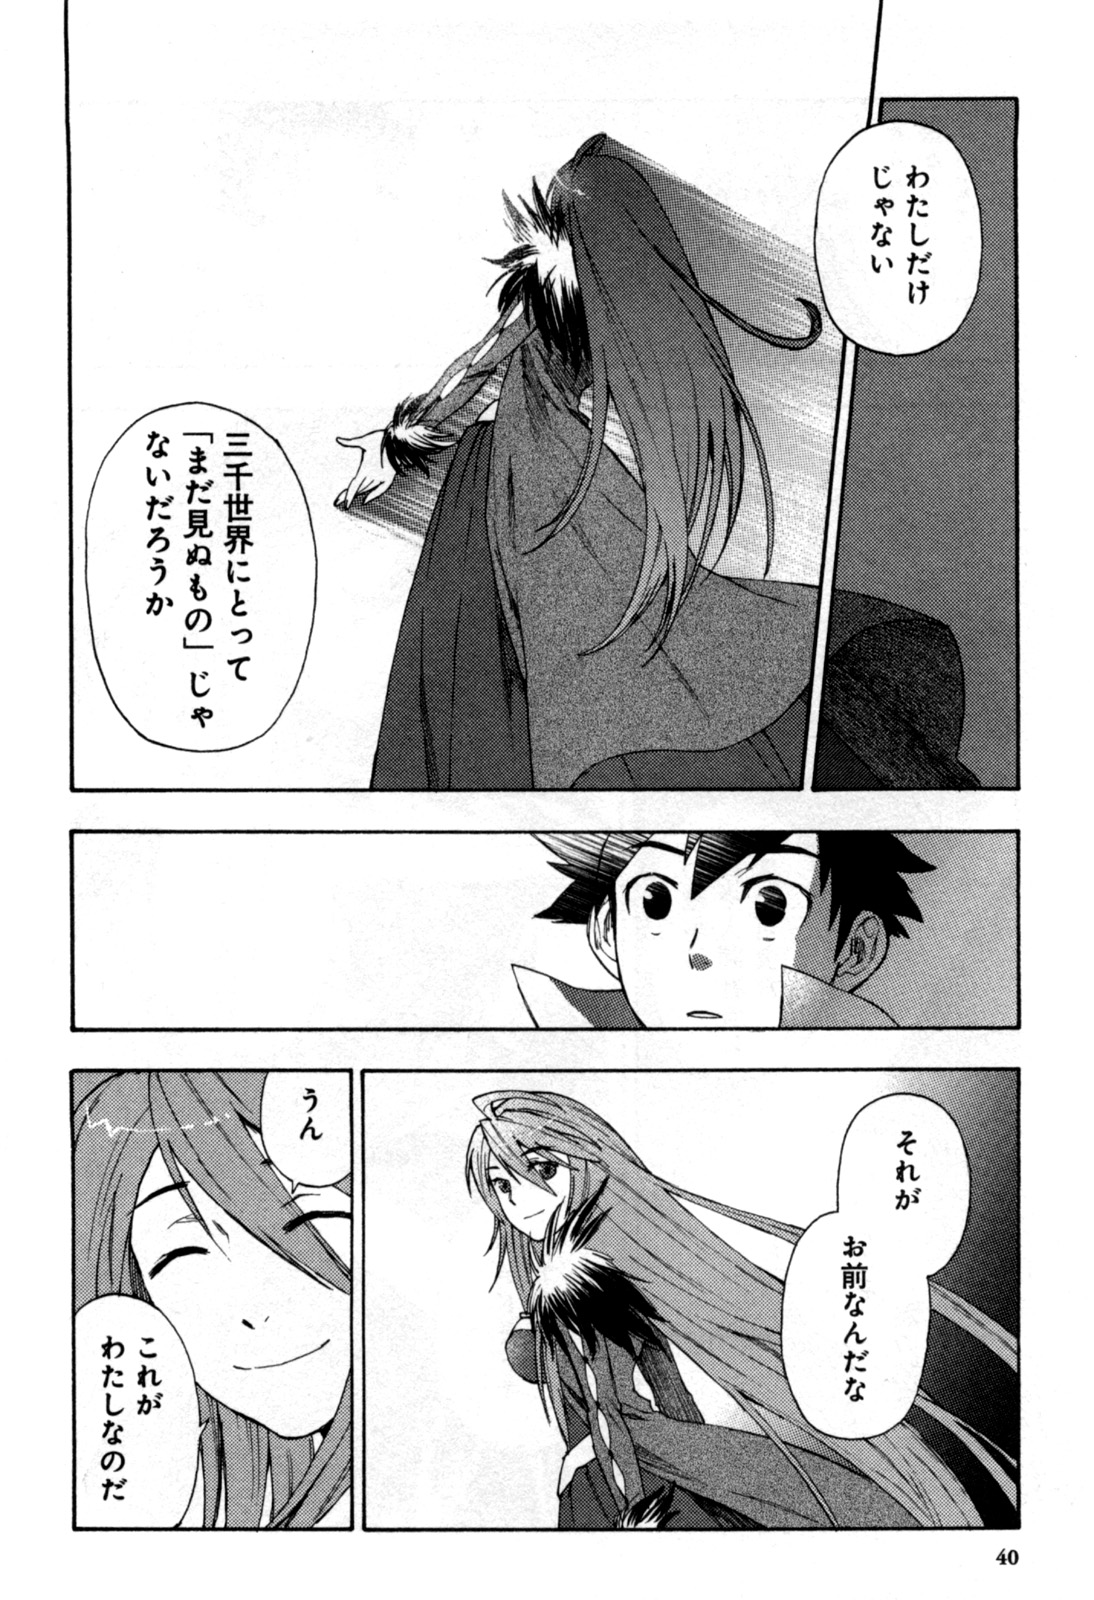 わたしだけ
じゃない
三千世界にとって
「まだ見ぬもの」じゃ
ないだろうか
それが
お前なんだな
うん
これが
わたしなのだ
40